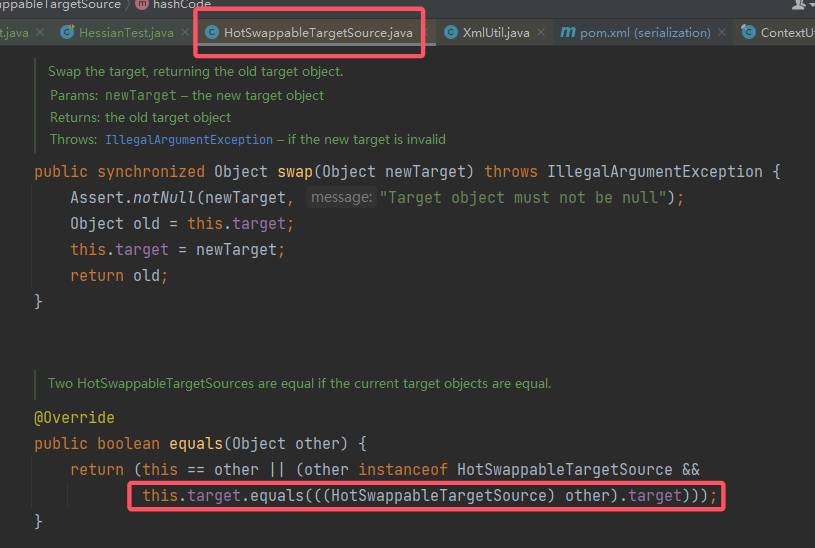 appableTargetSource 〉 m hashCode
t.java × HessianTest.java × HotSwappableTargetSource.java × XmlUtil.java × m pom.xml (serialization) × ContextUt
Swap the target, returning the old target object.
Params: newTarget – the new target object
Returns: the old target object
Throws: IllegalArgumentException – if the new target is invalid
public synchronized Object swap(Object newTarget) throws IllegalArgumentException {
Assert.notNull(newTarget, message: "Target object must not be null");
Object old = this.target;
this.target = newTarget;
return old;
}
Two HotSwappableTargetSources are equal if the current target objects are equal.
@Override
public boolean equals(Object other) {
return (this == other || (other instanceof HotSwappableTargetSource &&
this.target.equals(((HotSwappableTargetSource) other).target)));
}